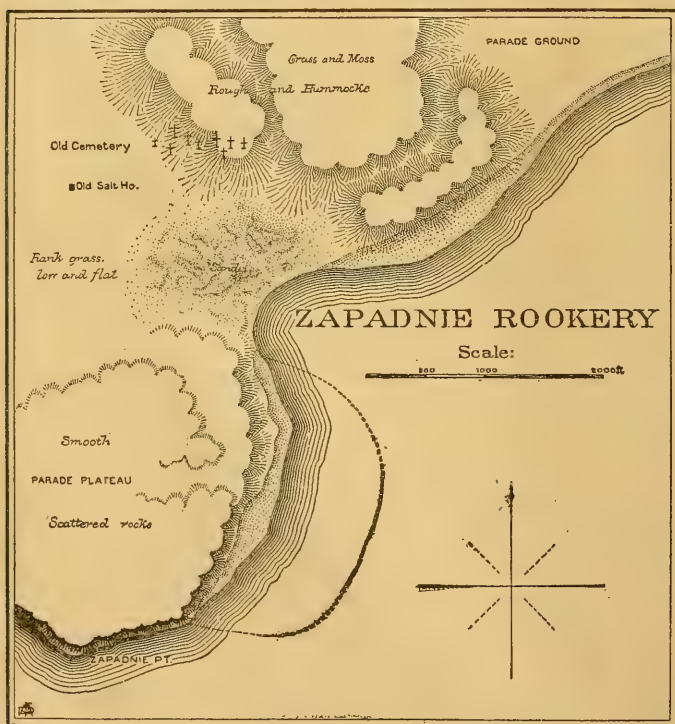 PARADE GROUND
Grass and Moss
Rough and Hummocks
Old Cemetery
Old Salt Ho.
Rank grass.
low and flat
Sandy
ZAPADNIE ROOKERY
Scale:
500 1000 2000ft
Smooth
PARADE PLATEAU
Scattered rocks
ZAPADNIE PT.